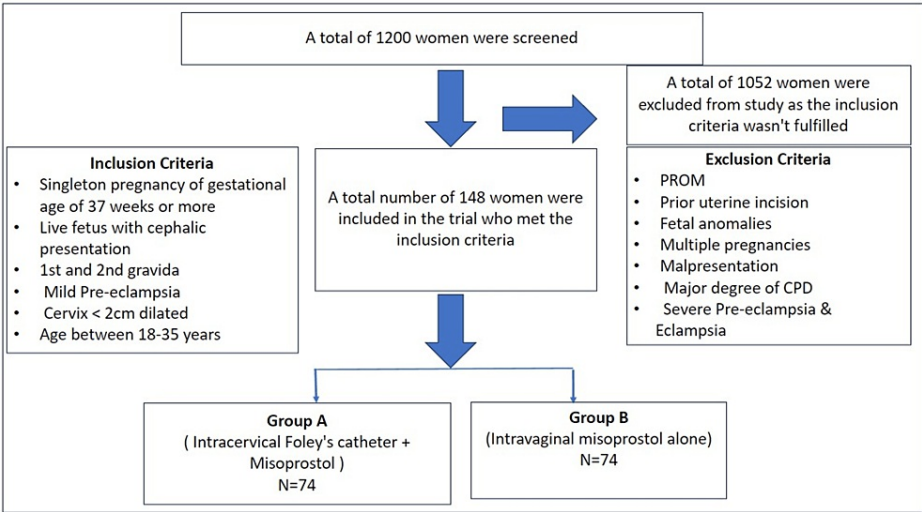 A total of 1200 women were screened
A total of 1052 women were
excluded from study as the inclusion
criteria wasn't fulfilled
Inclusion Criteria
• Singleton pregnancy of gestational
age of 37 weeks or more
• Live fetus with cephalic
presentation
• 1st and 2nd gravida
• Mild Pre-eclampsia
• Cervix < 2cm dilated
• Age between 18-35 years
A total number of 148 women were
included in the trial who met the
inclusion criteria
Exclusion Criteria
• PROM
• Prior uterine incision
• Fetal anomalies
• Multiple pregnancies
• Malpresentation
• Major degree of CPD
• Severe Pre-eclampsia &
Eclampsia
Group A
( Intracervical Foley's catheter +
Misoprostol )
N=74
Group B
(Intravaginal misoprostol alone)
N=74